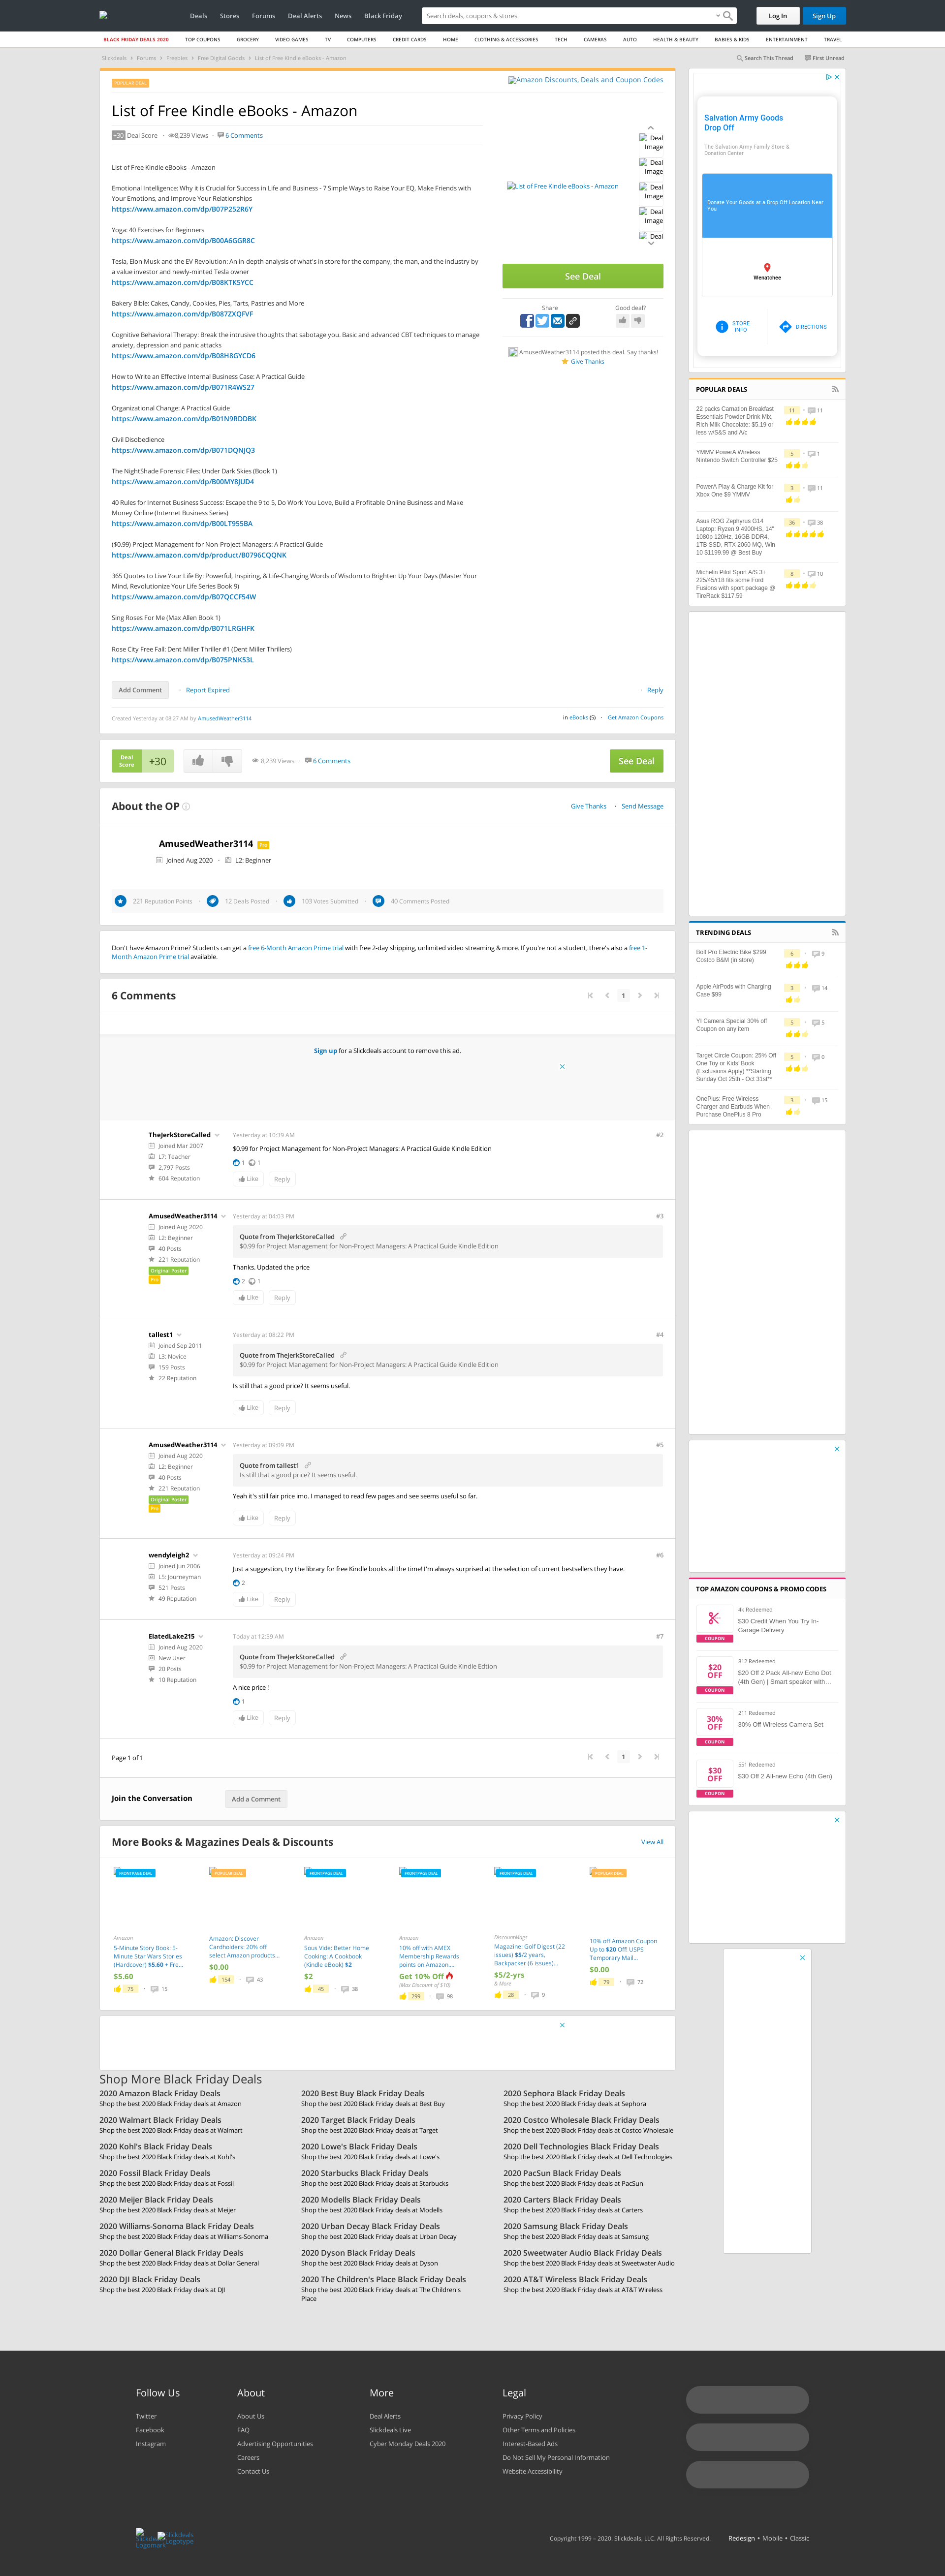 Deals
Stores
Forums
Deal Alerts
News
Black Friday
Search deals, coupons & stores
Log In
Sign Up
BLACK FRIDAY DEALS 2020
TOP COUPONS
GROCERY
VIDEO GAMES
TV
COMPUTERS
CREDIT CARDS
HOME
CLOTHING & ACCESSORIES
TECH
CAMERAS
AUTO
HEALTH & BEAUTY
BABIES & KIDS
ENTERTAINMENT
TRAVEL
Slickdeals
Forums
Freebies
Free Digital Goods
List of Free Kindle eBooks - Amazon
Search This Thread
First Unread
POPULAR DEAL
Amazon Discounts, Deals and Coupon Codes
List of Free Kindle eBooks - Amazon
+30 Deal Score
8,239 Views
6 Comments
List of Free Kindle eBooks - Amazon
Emotional Intelligence: Why it is Crucial for Success in Life and Business - 7 Simple Ways to Raise Your EQ, Make Friends with
Your Emotions, and Improve Your Relationships
https://www.amazon.com/dp/B07P252R6Y
Yoga: 40 Exercises for Beginners
https://www.amazon.com/dp/B00A6GGR8C
Tesla, Elon Musk and the EV Revolution: An in-depth analysis of what's in store for the company, the man, and the industry by
a value investor and newly-minted Tesla owner
https://www.amazon.com/dp/B08KTK5YCC
Bakery Bible: Cakes, Candy, Cookies, Pies, Tarts, Pastries and More
https://www.amazon.com/dp/B087ZXQFVF
Cognitive Behavioral Therapy: Break the intrusive thoughts that sabotage you. Basic and advanced CBT techniques to manage
anxiety, depression and panic attacks
https://www.amazon.com/dp/B08H8GYCD6
How to Write an Effective Internal Business Case: A Practical Guide
https://www.amazon.com/dp/B071R4WS27
Organizational Change: A Practical Guide
https://www.amazon.com/dp/B01N9RDDBK
Civil Disobedience
https://www.amazon.com/dp/B071DQNJQ3
The NightShade Forensic Files: Under Dark Skies (Book 1)
https://www.amazon.com/dp/B00MY8JUD4
40 Rules for Internet Business Success: Escape the 9 to 5, Do Work You Love, Build a Profitable Online Business and Make
Money Online (Internet Business Series)
https://www.amazon.com/dp/B00LT955BA
($0.99) Project Management for Non-Project Managers: A Practical Guide
https://www.amazon.com/dp/product/B0796CQQNK
365 Quotes to Live Your Life By: Powerful, Inspiring, & Life-Changing Words of Wisdom to Brighten Up Your Days (Master Your
Mind, Revolutionize Your Life Series Book 9)
https://www.amazon.com/dp/B07QCCF54W
Sing Roses For Me (Max Allen Book 1)
https://www.amazon.com/dp/B071LRGHFK
Rose City Free Fall: Dent Miller Thriller #1 (Dent Miller Thrillers)
https://www.amazon.com/dp/B075PNK53L
List of Free Kindle eBooks - Amazon
Deal
Image
Deal
Image
Deal
Image
Deal
Image
Deal
See Deal
Share
Good deal?
AmusedWeather3114 posted this deal. Say thanks!
Give Thanks
Add Comment
Report Expired
Reply
Created Yesterday at 08:27 AM by AmusedWeather3114
in eBooks (5)
Get Amazon Coupons
Deal
Score
+30
8,239 Views
6 Comments
See Deal
About the OP
Give Thanks
Send Message
AmusedWeather3114
Pro
Joined Aug 2020
L2: Beginner
221 Reputation Points
12 Deals Posted
103 Votes Submitted
40 Comments Posted
Don't have Amazon Prime? Students can get a free 6-Month Amazon Prime trial with free 2-day shipping, unlimited video streaming & more. If you're not a student, there's also a free 1-
Month Amazon Prime trial available.
6 Comments
1
Sign up for a Slickdeals account to remove this ad.
TheJerkStoreCalled
Joined Mar 2007
L7: Teacher
2,797 Posts
604 Reputation
Yesterday at 10:39 AM
#2
$0.99 for Project Management for Non-Project Managers: A Practical Guide Kindle Edition
1
1
Like
Reply
AmusedWeather3114
Joined Aug 2020
L2: Beginner
40 Posts
221 Reputation
Original Poster
Pro
Yesterday at 04:03 PM
#3
Quote from TheJerkStoreCalled
$0.99 for Project Management for Non-Project Managers: A Practical Guide Kindle Edition
Thanks. Updated the price
2
1
Like
Reply
tallest1
Joined Sep 2011
L3: Novice
159 Posts
22 Reputation
Yesterday at 08:22 PM
#4
Quote from TheJerkStoreCalled
$0.99 for Project Management for Non-Project Managers: A Practical Guide Kindle Edition
Is still that a good price? It seems useful.
Like
Reply
AmusedWeather3114
Joined Aug 2020
L2: Beginner
40 Posts
221 Reputation
Original Poster
Pro
Yesterday at 09:09 PM
#5
Quote from tallest1
Is still that a good price? It seems useful.
Yeah it's still fair price imo. I managed to read few pages and see seems useful so far.
Like
Reply
wendyleigh2
Joined Jun 2006
L5: Journeyman
521 Posts
49 Reputation
Yesterday at 09:24 PM
#6
Just a suggestion, try the library for free Kindle books all the time! I'm always surprised at the selection of current bestsellers they have.
2
Like
Reply
ElatedLake215
Joined Aug 2020
New User
20 Posts
10 Reputation
Today at 12:59 AM
#7
Quote from TheJerkStoreCalled
$0.99 for Project Management for Non-Project Managers: A Practical Guide Kindle Edtion
A nice price !
1
Like
Reply
Page 1 of 1
1
Join the Conversation
Add a Comment
More Books & Magazines Deals & Discounts
View All
FRONTPAGE DEAL
Amazon
5-Minute Story Book: 5-
Minute Star Wars Stories
(Hardcover) $5.60 + Fre...
$5.60
75
15
POPULAR DEAL
Amazon: Discover
Cardholders: 20% off
select Amazon products...
$0.00
154
43
FRONTPAGE DEAL
Amazon
Sous Vide: Better Home
Cooking: A Cookbook
(Kindle eBook) $2
$2
45
38
FRONTPAGE DEAL
Amazon
10% off with AMEX
Membership Rewards
points on Amazon....
Get 10% Off
(Max Discount of $10)
299
98
FRONTPAGE DEAL
DiscountMags
Magazine: Golf Digest (22
issues) $5/2 years,
Backpacker (6 issues)...
$5/2-yrs
& More
28
9
POPULAR DEAL
10% off Amazon Coupon
Up to $20 Off! USPS
Temporary Mail...
$0.00
79
72
Shop More Black Friday Deals
2020 Amazon Black Friday Deals
Shop the best 2020 Black Friday deals at Amazon
2020 Best Buy Black Friday Deals
Shop the best 2020 Black Friday deals at Best Buy
2020 Sephora Black Friday Deals
Shop the best 2020 Black Friday deals at Sephora
2020 Walmart Black Friday Deals
Shop the best 2020 Black Friday deals at Walmart
2020 Target Black Friday Deals
Shop the best 2020 Black Friday deals at Target
2020 Costco Wholesale Black Friday Deals
Shop the best 2020 Black Friday deals at Costco Wholesale
2020 Kohl's Black Friday Deals
Shop the best 2020 Black Friday deals at Kohl's
2020 Lowe's Black Friday Deals
Shop the best 2020 Black Friday deals at Lowe's
2020 Dell Technologies Black Friday Deals
Shop the best 2020 Black Friday deals at Dell Technologies
2020 Fossil Black Friday Deals
Shop the best 2020 Black Friday deals at Fossil
2020 Starbucks Black Friday Deals
Shop the best 2020 Black Friday deals at Starbucks
2020 PacSun Black Friday Deals
Shop the best 2020 Black Friday deals at PacSun
2020 Meijer Black Friday Deals
Shop the best 2020 Black Friday deals at Meijer
2020 Modells Black Friday Deals
Shop the best 2020 Black Friday deals at Modells
2020 Carters Black Friday Deals
Shop the best 2020 Black Friday deals at Carters
2020 Williams-Sonoma Black Friday Deals
Shop the best 2020 Black Friday deals at Williams-Sonoma
2020 Urban Decay Black Friday Deals
Shop the best 2020 Black Friday deals at Urban Decay
2020 Samsung Black Friday Deals
Shop the best 2020 Black Friday deals at Samsung
2020 Dollar General Black Friday Deals
Shop the best 2020 Black Friday deals at Dollar General
2020 Dyson Black Friday Deals
Shop the best 2020 Black Friday deals at Dyson
2020 Sweetwater Audio Black Friday Deals
Shop the best 2020 Black Friday deals at Sweetwater Audio
2020 DJI Black Friday Deals
Shop the best 2020 Black Friday deals at DJI
2020 The Children's Place Black Friday Deals
Shop the best 2020 Black Friday deals at The Children's
Place
2020 AT&T Wireless Black Friday Deals
Shop the best 2020 Black Friday deals at AT&T Wireless
Salvation Army Goods
Drop Off
The Salvation Army Family Store &
Donation Center
Donate Your Goods at a Drop Off Location Near
You
Wenatchee
STORE
INFO
DIRECTIONS
POPULAR DEALS
22 packs Carnation Breakfast
Essentials Powder Drink Mix,
Rich Milk Chocolate: $5.19 or
less w/S&S and A/c
11
11
YMMV PowerA Wireless
Nintendo Switch Controller $25
5
1
PowerA Play & Charge Kit for
Xbox One $9 YMMV
3
11
Asus ROG Zephyrus G14
Laptop: Ryzen 9 4900HS, 14"
1080p 120Hz, 16GB DDR4,
1TB SSD, RTX 2060 MQ, Win
10 $1199.99 @ Best Buy
36
38
Michelin Pilot Sport A/S 3+
225/45/r18 fits some Ford
Fusions with sport package @
TireRack $117.59
8
10
TRENDING DEALS
Bolt Pro Electric Bike $299
Costco B&M (in store)
6
9
Apple AirPods with Charging
Case $99
3
14
YI Camera Special 30% off
Coupon on any item
5
5
Target Circle Coupon: 25% Off
One Toy or Kids' Book
(Exclusions Apply) **Starting
Sunday Oct 25th - Oct 31st**
5
0
OnePlus: Free Wireless
Charger and Earbuds When
Purchase OnePlus 8 Pro
3
15
TOP AMAZON COUPONS & PROMO CODES
COUPON
4k Redeemed
$30 Credit When You Try In-
Garage Delivery
$20
OFF
COUPON
812 Redeemed
$20 Off 2 Pack All-new Echo Dot
(4th Gen) | Smart speaker with...
30%
OFF
COUPON
211 Redeemed
30% Off Wireless Camera Set
$30
OFF
COUPON
551 Redeemed
$30 Off 2 All-new Echo (4th Gen)
Follow Us
Twitter
Facebook
Instagram
About
About Us
FAQ
Advertising Opportunities
Careers
Contact Us
More
Deal Alerts
Slickdeals Live
Cyber Monday Deals 2020
Legal
Privacy Policy
Other Terms and Policies
Interest-Based Ads
Do Not Sell My Personal Information
Website Accessibility
Slickdeals
Logotype
Copyright 1999 - 2020. Slickdeals, LLC. All Rights Reserved.
Redesign • Mobile • Classic